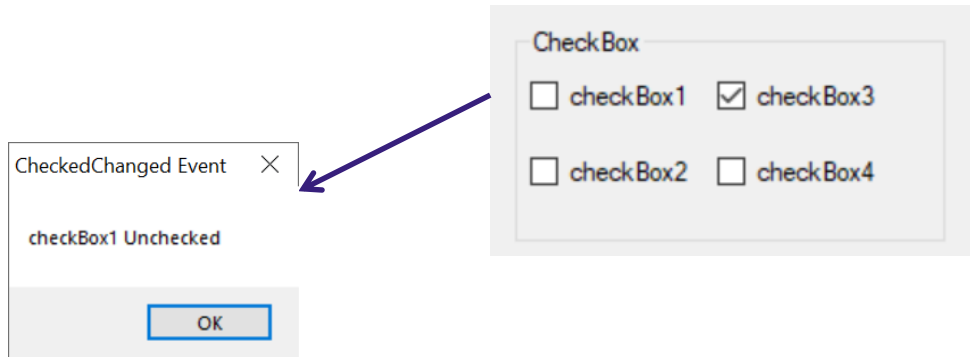 CheckBox
checkBox1
checkBox3
checkBox2
checkBox4
CheckedChanged Event
checkBox1 Unchecked
OK